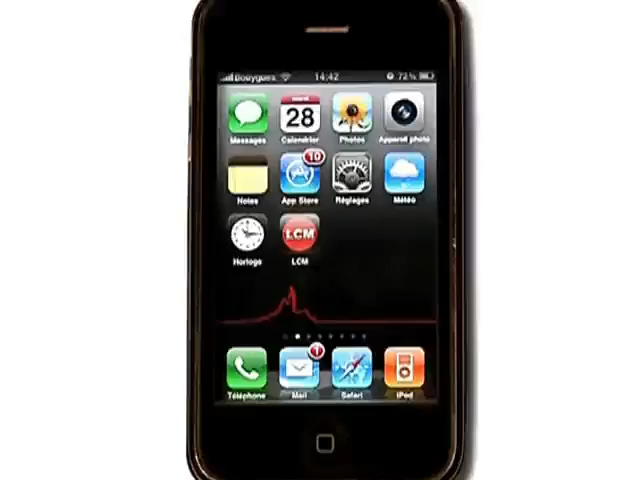 Bouygues 14:42 72%
28
Messages Calendrier Photos Appareil photo
10
Notes App Store Réglages Météo
LCM
Horloge LCM
1
Téléphone Mail Safari iPod